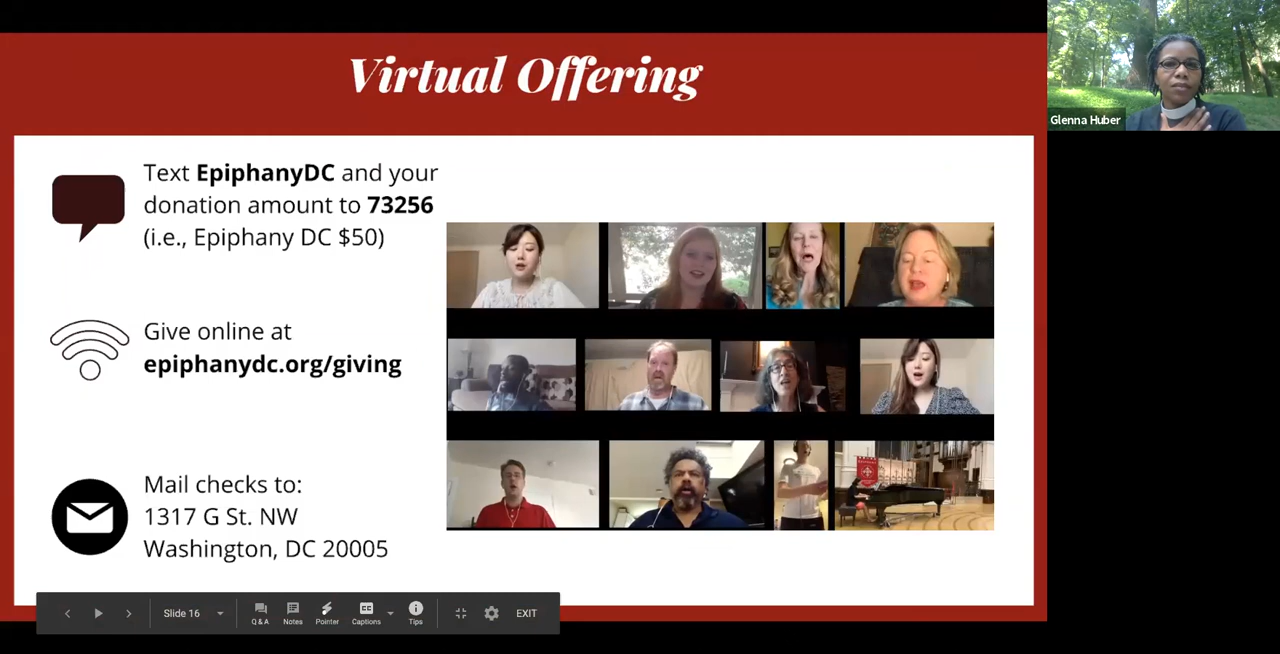 Virtual Offering
Glenna Huber
Text EpiphanyDC and your
donation amount to 73256
(i.e., Epiphany DC $50)
Give online at
epiphanydc.org/giving
Mail checks to:
1317 G St. NW
Washington, DC 20005
Slide 16
Q & A
Notes
Pointer
CC
Captions
Tips
EXIT